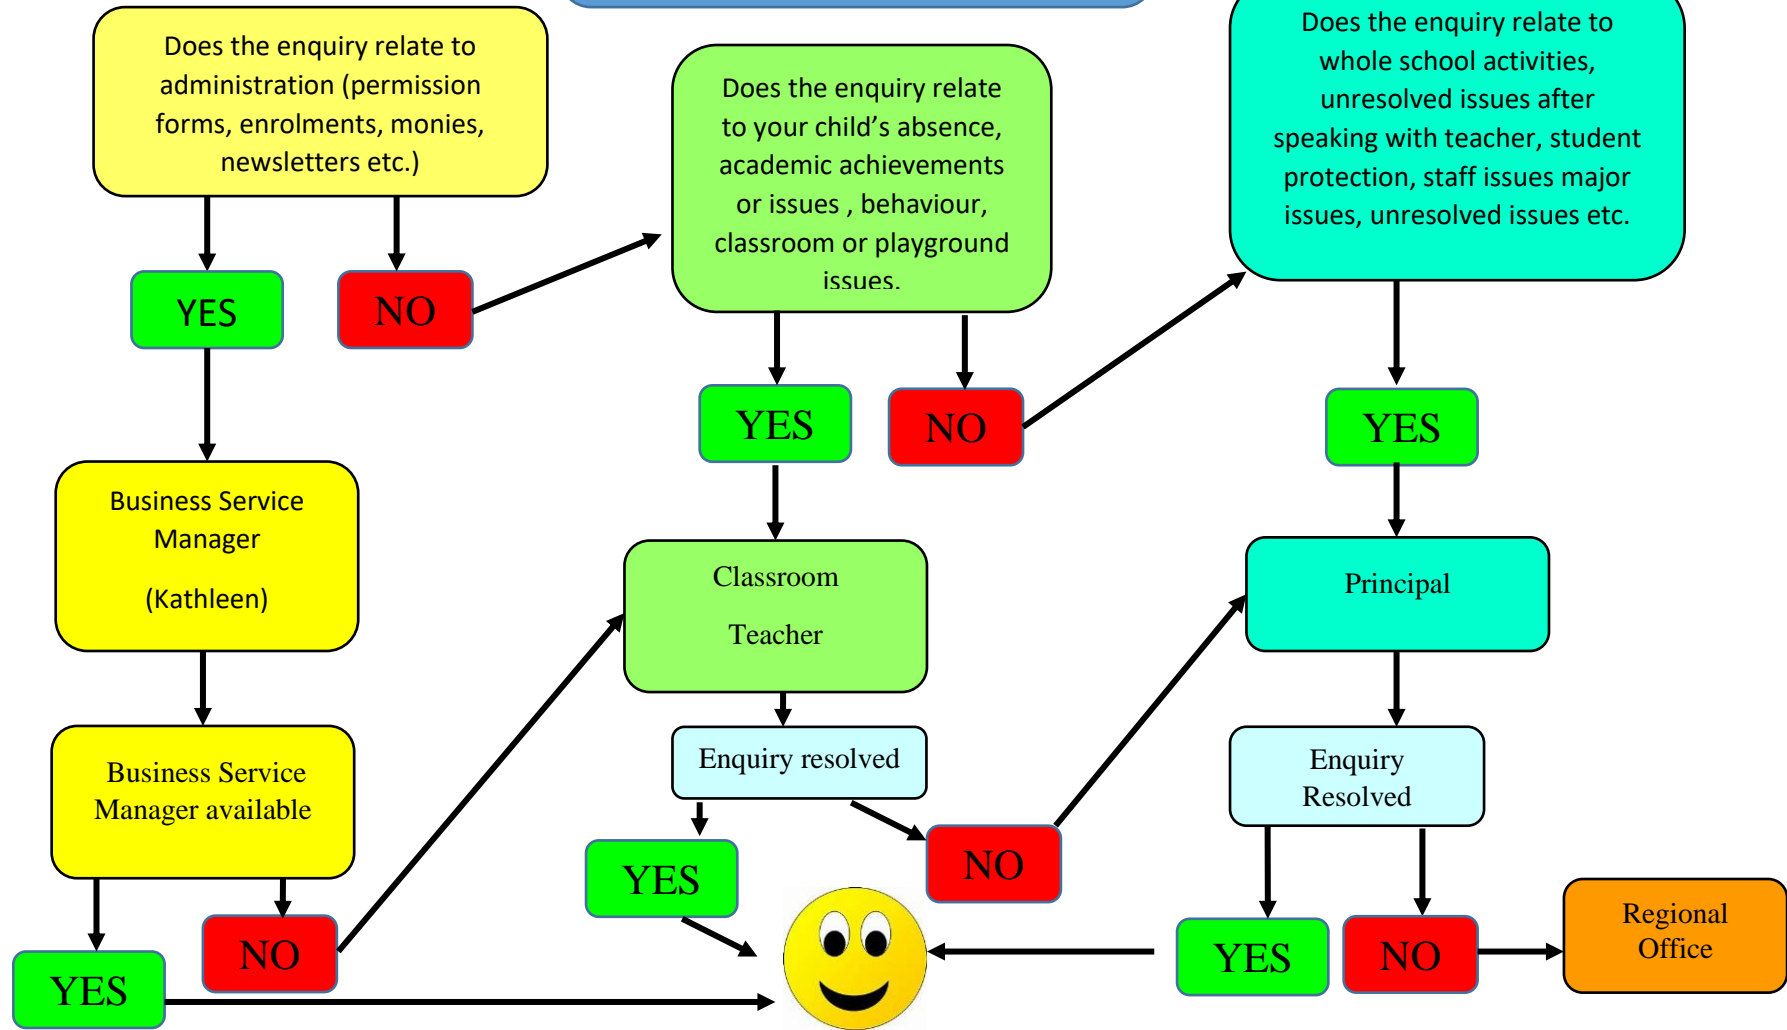 Does the enquiry relate to
administration (permission
forms, enrolments, monies,
newsletters etc.)
YES
NO
Business Service
Manager
(Kathleen)
Business Service
Manager available
YES
NO
Does the enquiry relate
to your child’s absence,
academic achievements
or issues , behaviour,
classroom or playground
issues.
YES
NO
Classroom
Teacher
Enquiry resolved
YES
NO
Does the enquiry relate to
whole school activities,
unresolved issues after
speaking with teacher, student
protection, staff issues major
issues, unresolved issues etc.
YES
Principal
Enquiry
Resolved
YES
NO
Regional
Office